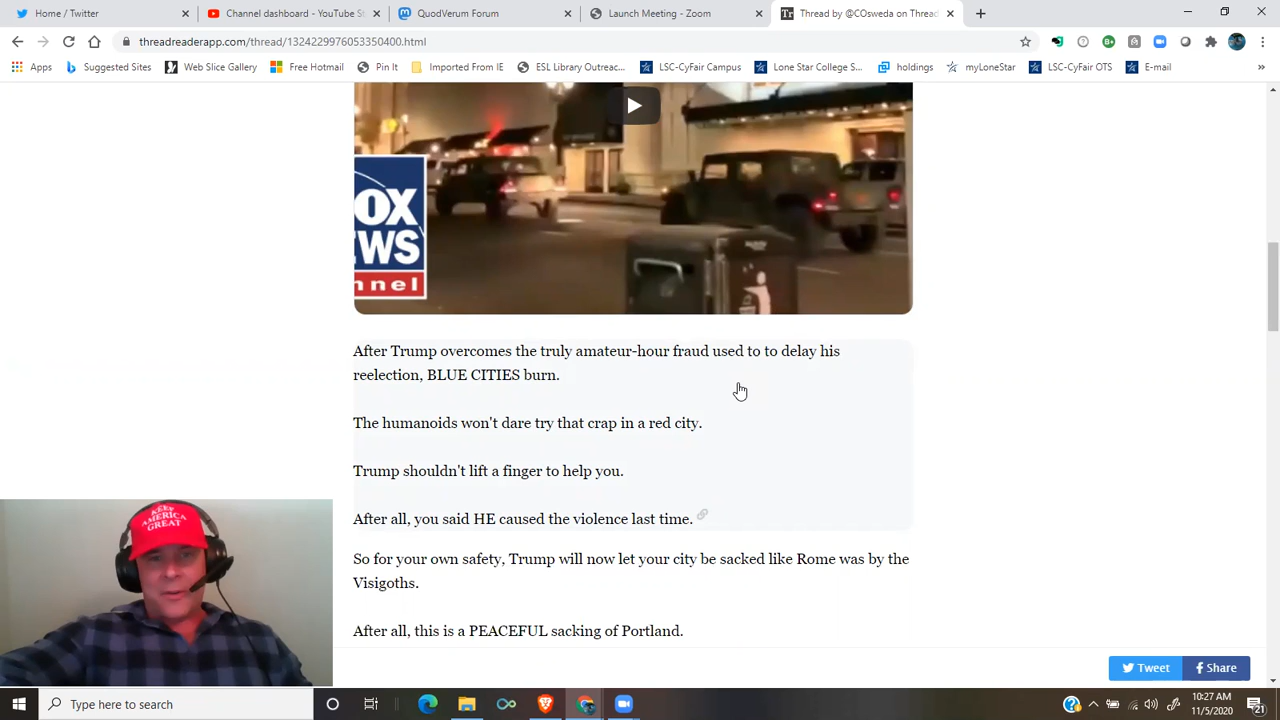 Home / Twitter
Channel dashboard - YouTube St
QuodVerum Forum
Launch Meeting - Zoom
Thread by @COsweda on Thread
threadreaderapp.com/thread/1324229976053350400.html
Apps
Suggested Sites
Web Slice Gallery
Free Hotmail
Pin It
Imported From IE
ESL Library Outreac...
LSC-CyFair Campus
Lone Star College S...
holdings
myLoneStar
LSC-CyFair OTS
E-mail
»
OX
WS
nnel
After Trump overcomes the truly amateur-hour fraud used to to delay his
reelection, BLUE CITIES burn.
The humanoids won't dare try that crap in a red city.
Trump shouldn't lift a finger to help you.
After all, you said HE caused the violence last time.
So for your own safety, Trump will now let your city be sacked like Rome was by the
Visigoths.
After all, this is a PEACEFUL sacking of Portland.
KEEP
AMERICA
GREAT
Tweet
Share
Type here to search
10:27 AM
11/5/2020
21